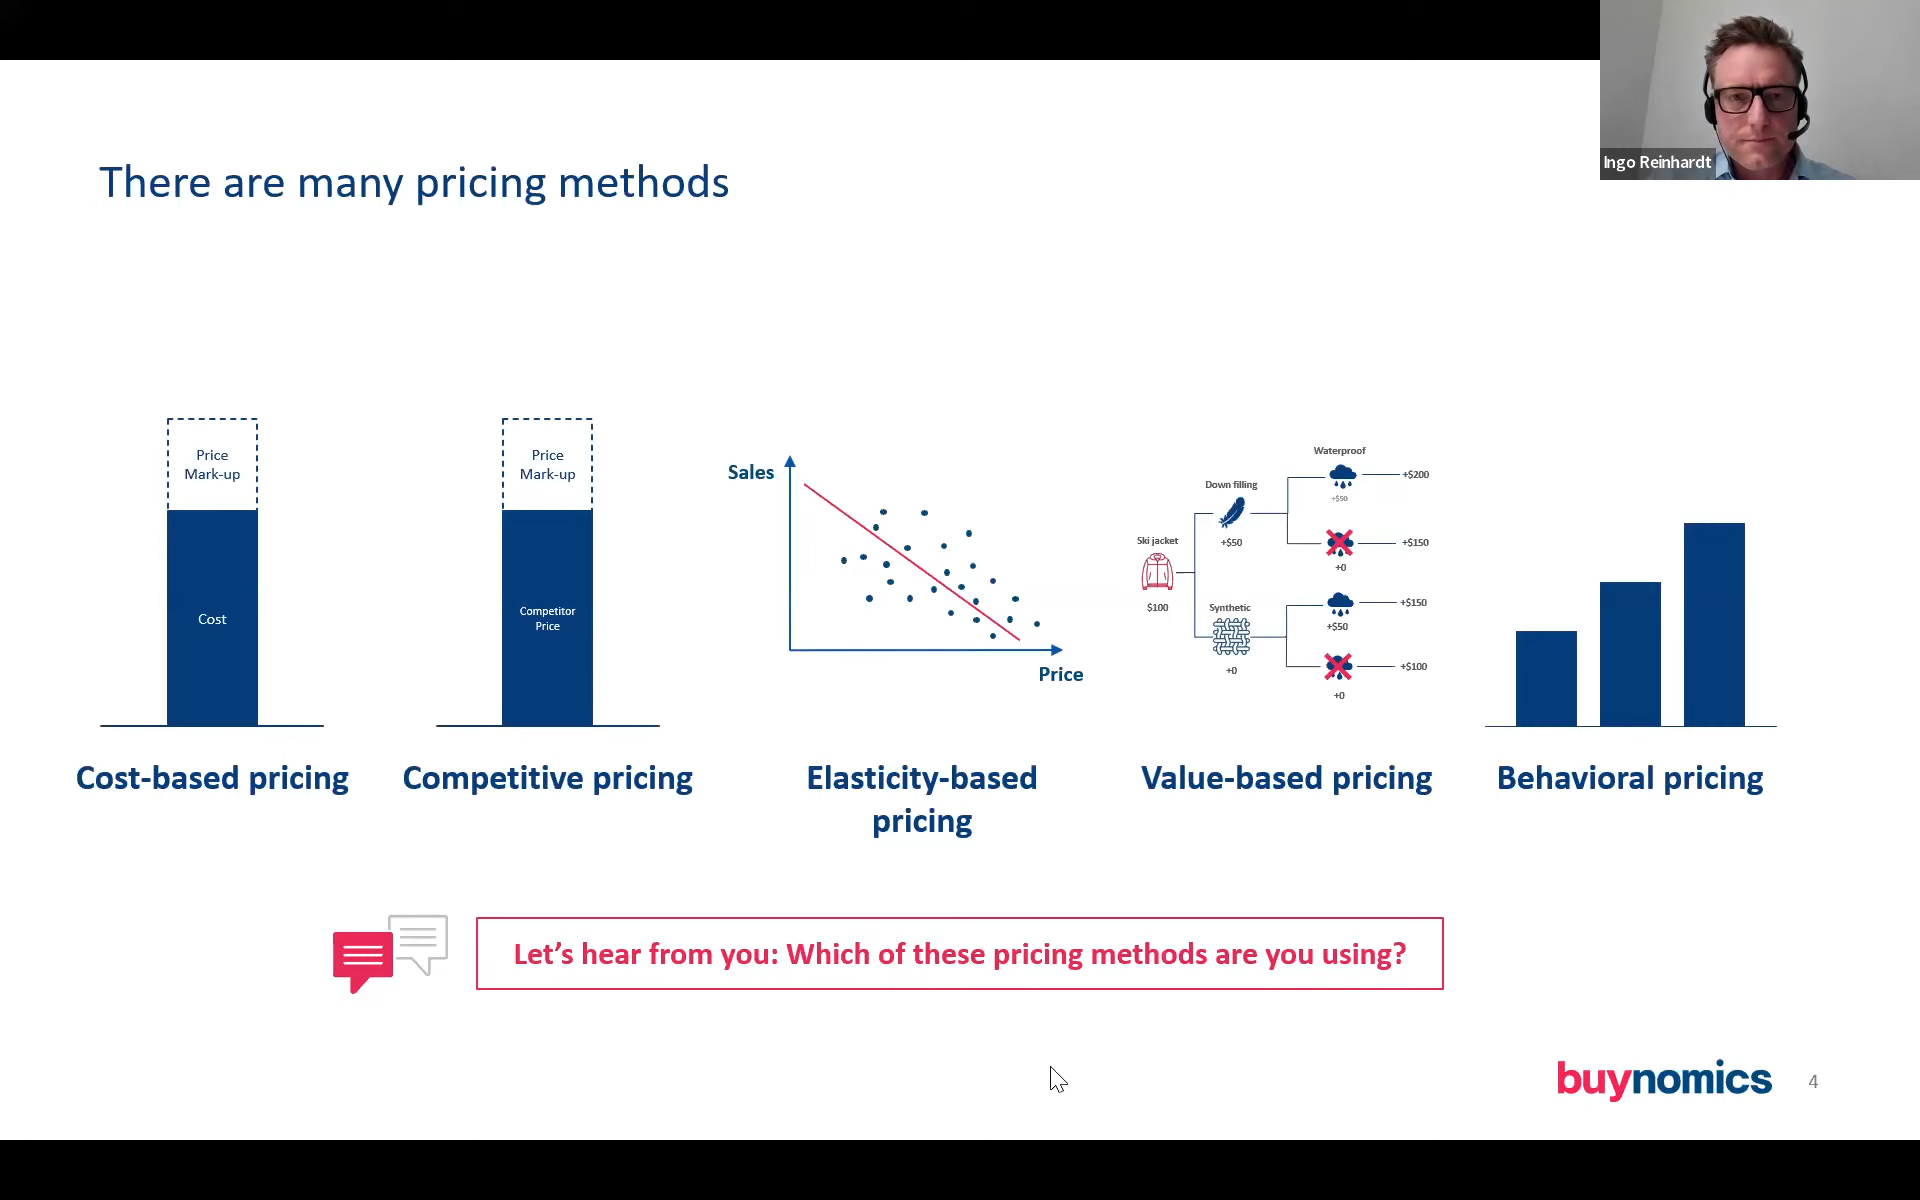 Ingo Reinhardt
There are many pricing methods
Price
Mark-up
Cost
Cost-based pricing
Price
Mark-up
Competitor
Price
Competitive pricing
Sales
Price
Elasticity-based
pricing
Ski jacket
$100
Down filling
+$50
Synthetic
+0
Waterproof
+$50
+$200
+0
+$150
+$50
+$150
+0
+$100
Value-based pricing
Behavioral pricing
Let’s hear from you: Which of these pricing methods are you using?
buynomics
4